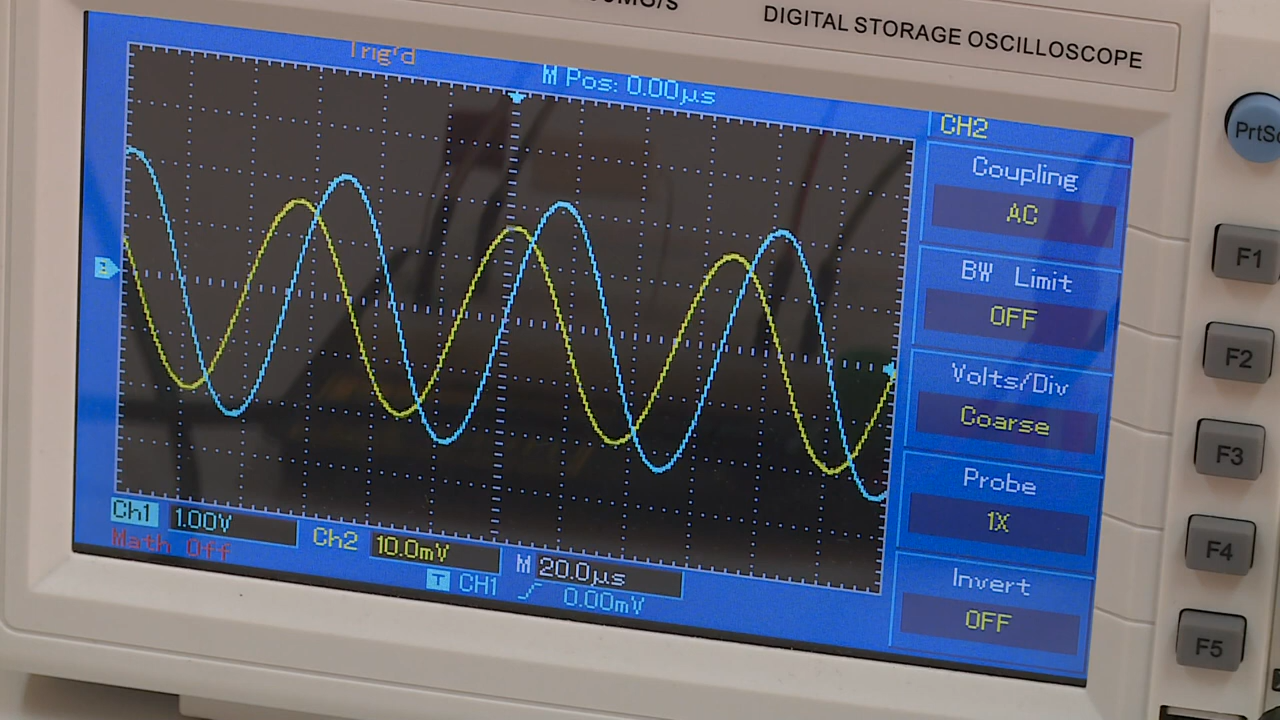 MG/S
DIGITAL STORAGE OSCILLOSCOPE
Trig'd
M Pos: 0.00µs
CH2
Coupling
AC
BW Limit
OFF
Volts/Div
Coarse
Probe
1X
Invert
OFF
Ch1 1.00V
Math Off
Ch2 10.0mV
M 20.0µs
T CH1
0.00mV
PrtSc
F1
F2
F3
F4
F5